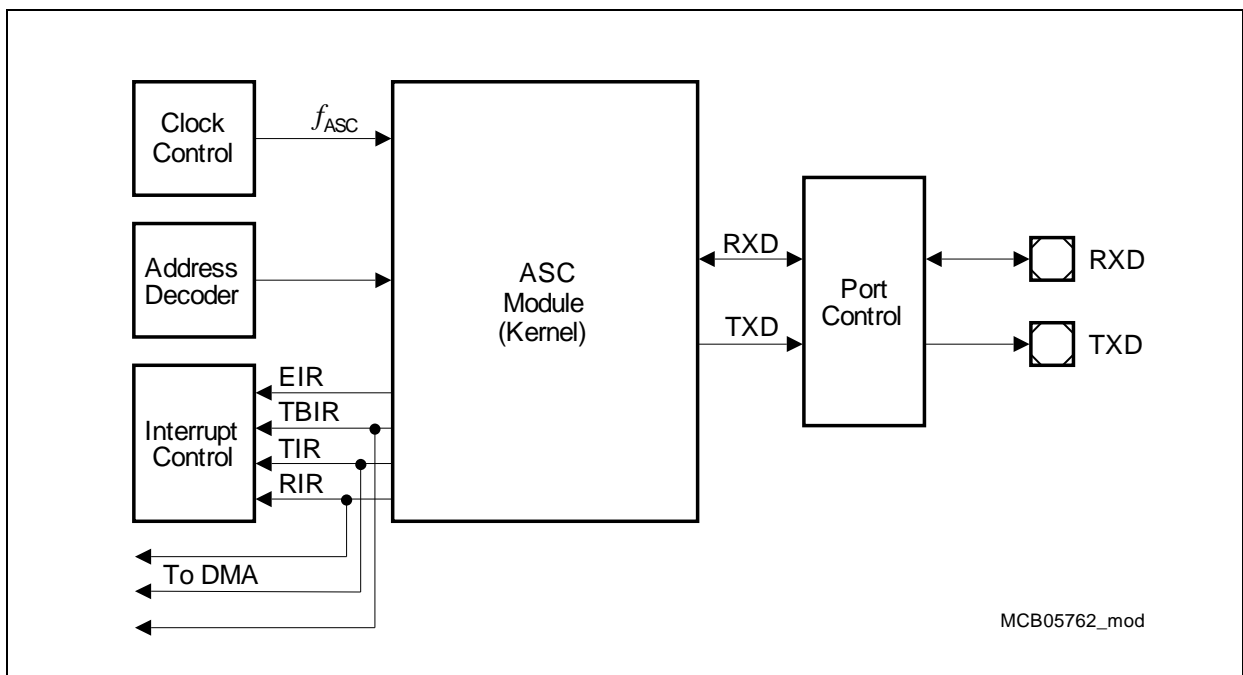 Clock
Control
fASC
Address
Decoder
EIR
TBIR
TIR
RIR
Interrupt
Control
To DMA
ASC
Module
(Kernel)
RXD
TXD
Port
Control
RXD
TXD
MCB05762_mod